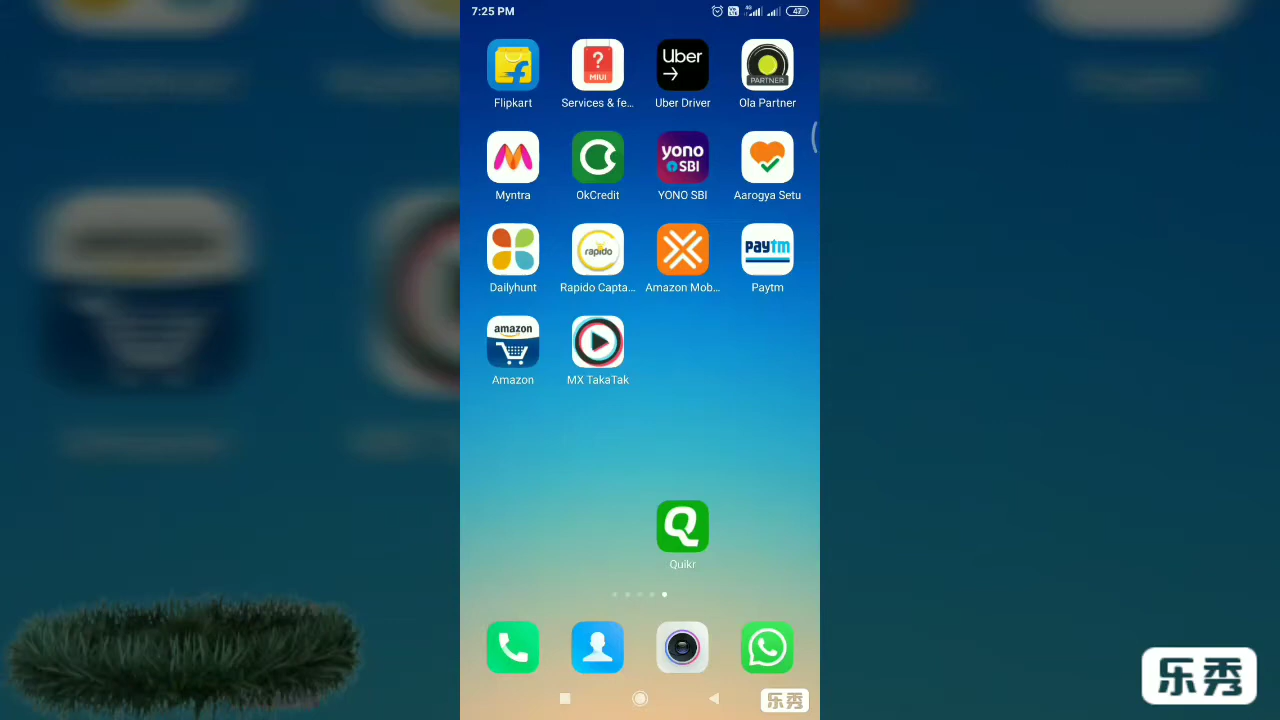 7:25 PM
4G
47
?
MIUI
Uber
PARTNER
Flipkart
Services & fe...
Uber Driver
Ola Partner
yono
SBI
Myntra
OkCredit
YONO SBI
Aarogya Setu
rapido
paytm
Dailyhunt
Rapido Capta...
Amazon Mob...
Paytm
amazon
Amazon
MX TakaTak
Q
Quikr
乐秀
乐秀